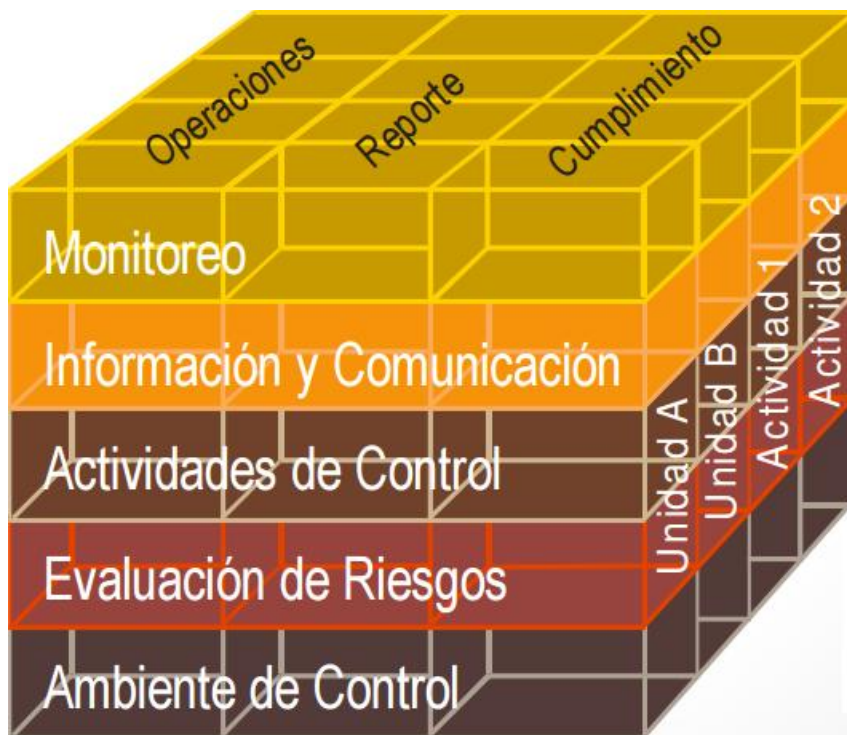 Operaciones
Reporte
Cumplimiento
Monitoreo
Información y Comunicación
Actividades de Control
Evaluación de Riesgos
Ambiente de Control
Unidad A
Unidad B
Actividad 1
Actividad 2